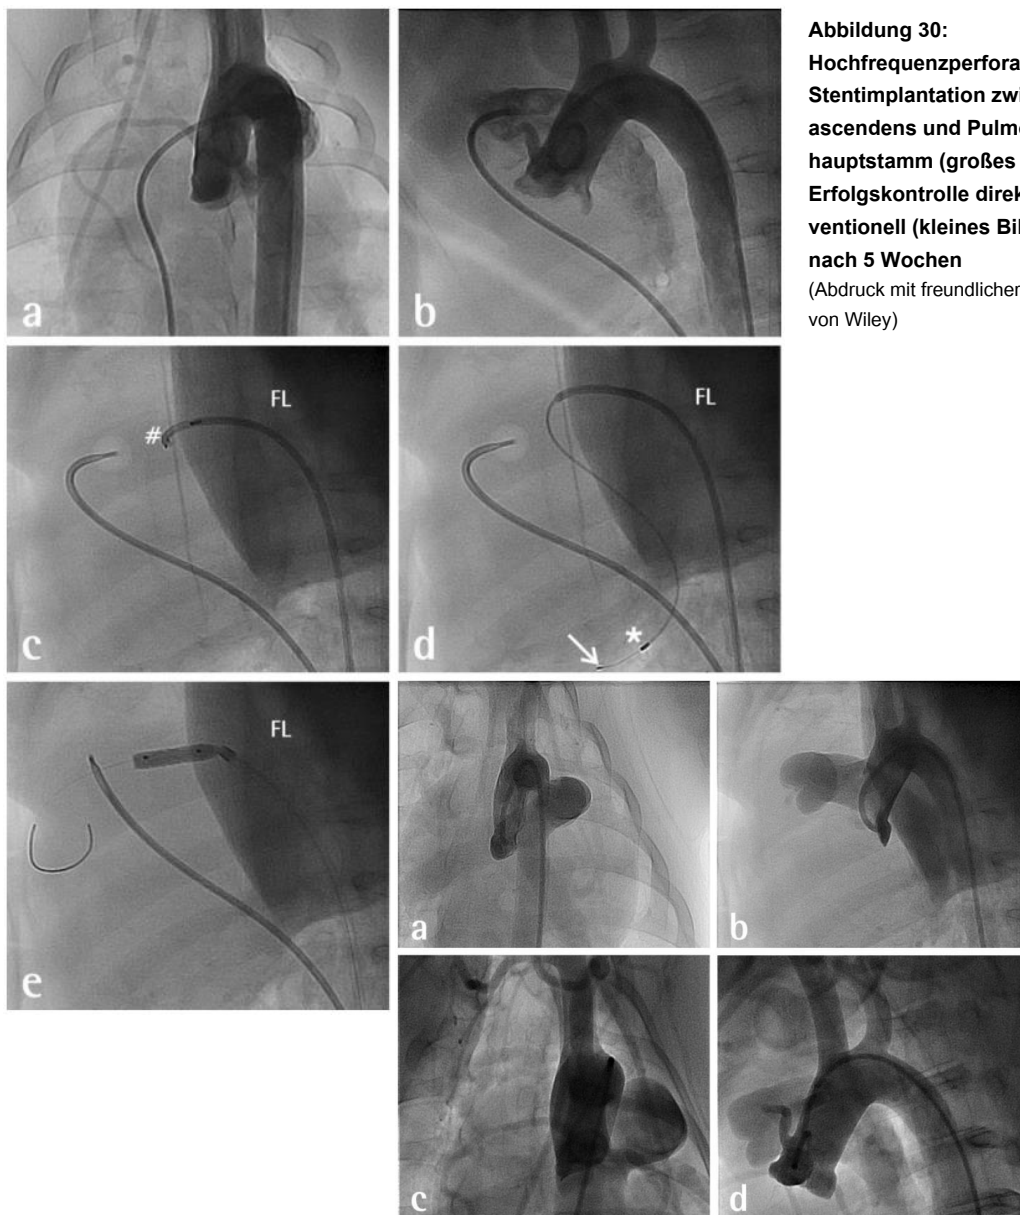 Abbildung 30:
Hochfrequenzperfora
Stentimplantation zwi
ascendens und Pulmo
hauptstamm (großes
Erfolgskontrolle direk
ventionell (kleines Bil
nach 5 Wochen
(Abdruck mit freundlicher
von Wiley)
a
b
FL
#
c
FL
*
d
FL
e
a
b
c
d